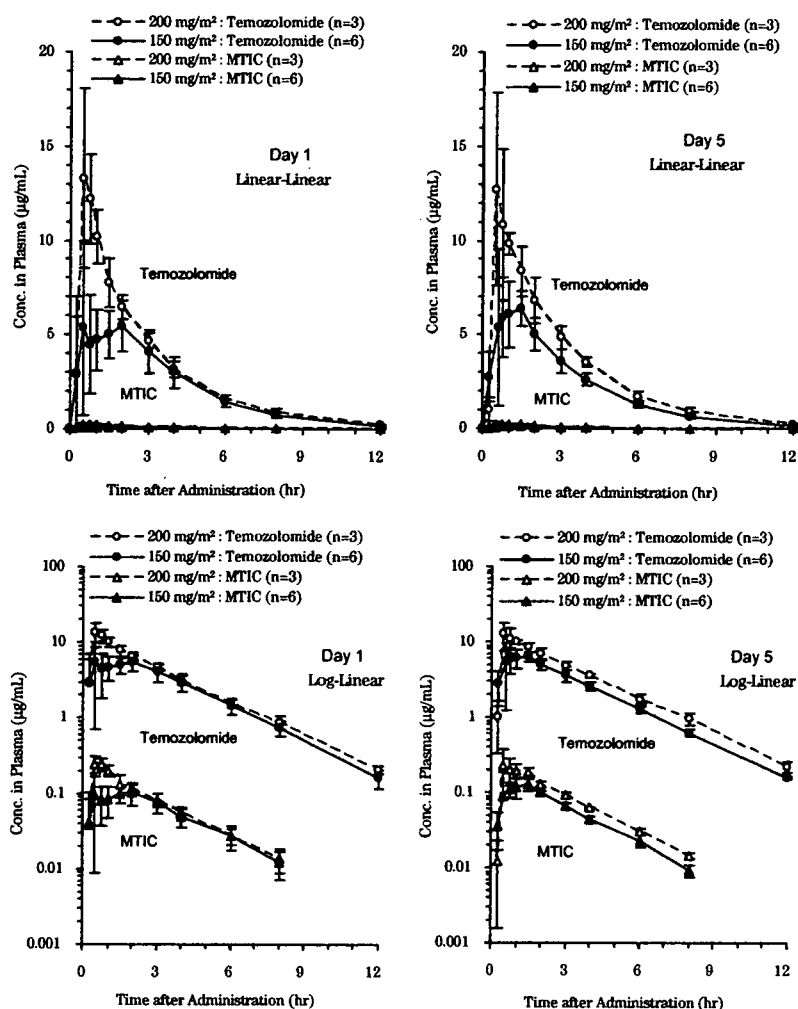 200 mg/m² : Temozolomide (n=3)
150 mg/m² : Temozolomide (n=6)
200 mg/m² : MTIC (n=3)
150 mg/m² : MTIC (n=6)
20
15
10
5
0
Conc. in Plasma (μg/mL)
Day 1
Linear-Linear
Temozolomide
MTIC
0 3 6 9 12
Time after Administration (hr)
200 mg/m² : Temozolomide (n=3)
150 mg/m² : Temozolomide (n=6)
200 mg/m² : MTIC (n=3)
150 mg/m² : MTIC (n=6)
20
15
10
5
0
Conc. in Plasma (μg/mL)
Day 5
Linear-Linear
Temozolomide
MTIC
0 3 6 9 12
Time after Administration (hr)
200 mg/m² : Temozolomide (n=3)
150 mg/m² : Temozolomide (n=6)
200 mg/m² : MTIC (n=3)
150 mg/m² : MTIC (n=6)
100
10
1
0.1
0.01
0.001
Conc. in Plasma (μg/mL)
Day 1
Log-Linear
Temozolomide
MTIC
0 3 6 9 12
Time after Administration (hr)
200 mg/m² : Temozolomide (n=3)
150 mg/m² : Temozolomide (n=6)
200 mg/m² : MTIC (n=3)
150 mg/m² : MTIC (n=6)
100
10
1
0.1
0.01
0.001
Conc. in Plasma (μg/mL)
Day 5
Log-Linear
Temozolomide
MTIC
0 3 6 9 12
Time after Administration (hr)